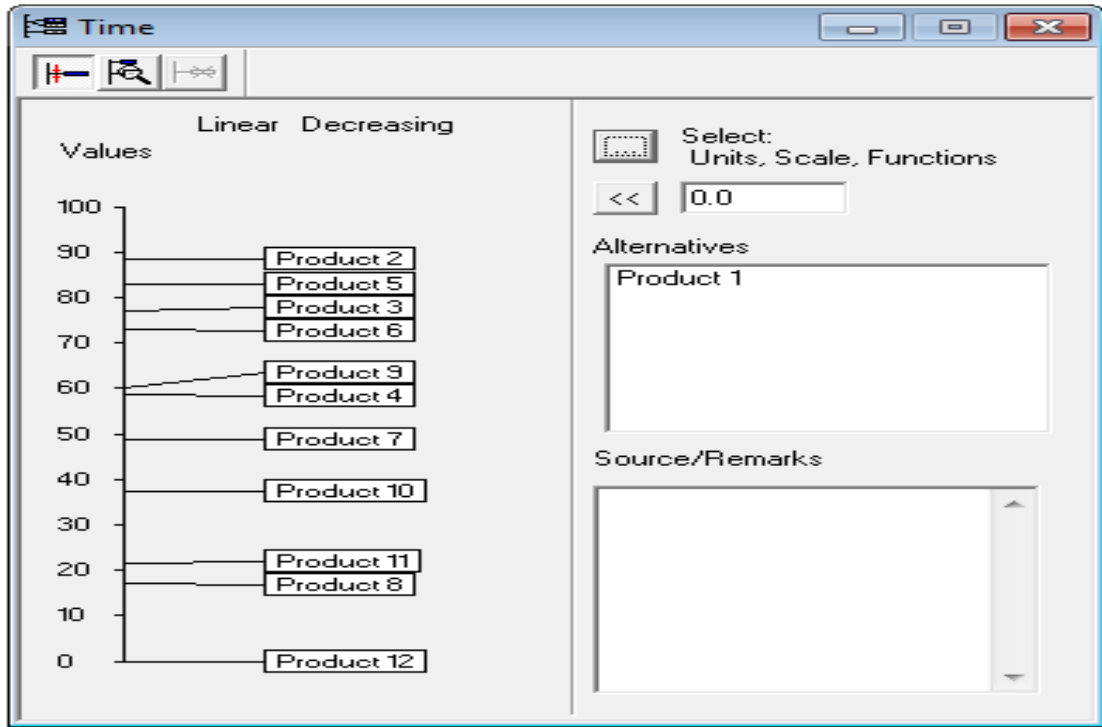 Time
Linear Decreasing
Values
100
90
80
70
60
50
40
30
20
10
0
Product 2
Product 5
Product 3
Product 6
Product 9
Product 4
Product 7
Product 10
Product 11
Product 8
Product 12
...
Select:
Units, Scale, Functions
<<
0.0
Alternatives
Product 1
Source/Remarks